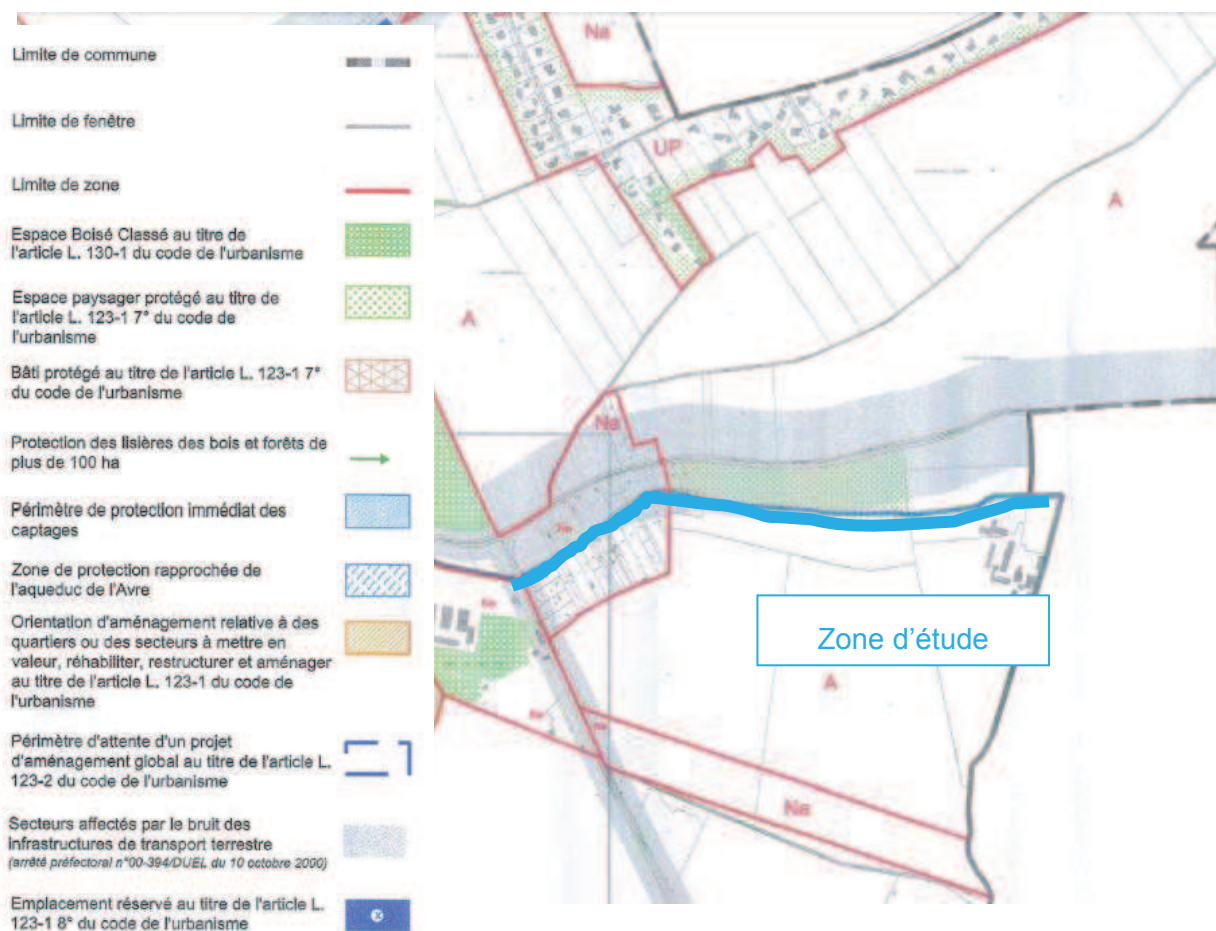 Limite de commune
Limite de fenêtre
Limite de zone
Espace Boisé Classé au titre de
l'article L. 130-1 du code de l'urbanisme
Espace paysager protégé au titre de
l'article L. 123-1 7° du code de
l'urbanisme
Bâti protégé au titre de l'article L. 123-1 7°
du code de l'urbanisme
Protection des lisières des bois et forêts de
plus de 100 ha
Périmètre de protection immédiat des
captages
Zone de protection rapprochée de
l'aqueduc de l'Avre
Orientation d'aménagement relative à des
quartiers ou des secteurs à mettre en
valeur, réhabiliter, restructurer et aménager
au titre de l'article L. 123-1 du code de
l'urbanisme
Périmètre d'attente d'un projet
d'aménagement global au titre de l'article L.
123-2 du code de l'urbanisme
Secteurs affectés par le bruit des
infrastructures de transport terrestre
(arrêté préfectoral n°00-394/DUEL du 10 octobre 2000)
Emplacement réservé au titre de l'article L.
123-1 8° du code de l'urbanisme
x
Na
UP
A
A
Na
Zone d'étude
A
Na